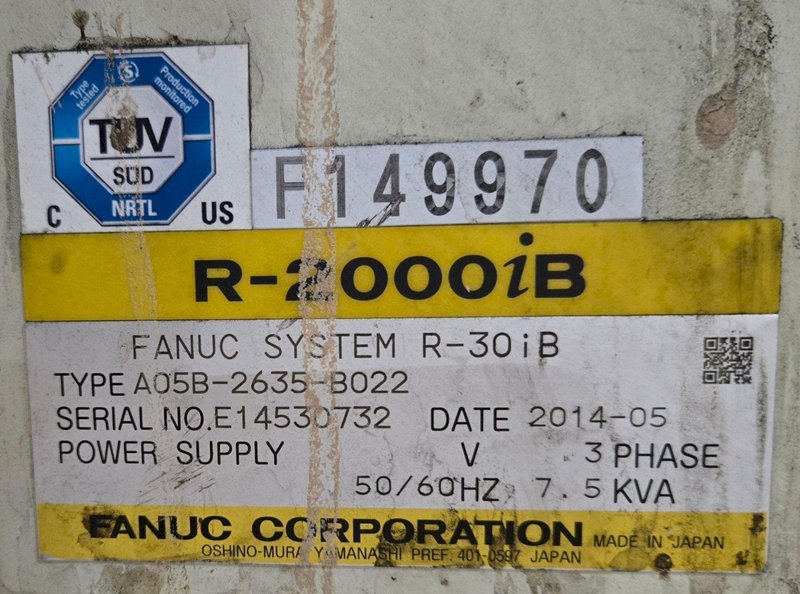 Type tested
Production monitored
TÜV
SÜD
NRTL
C US
F149970
R-2000iB
FANUC SYSTEM R-30iB
TYPE A05B-2635-B022
SERIAL NO.E14530732 DATE 2014-05
POWER SUPPLY V 3 PHASE
50/60HZ 7.5 KVA
FANUC CORPORATION MADE IN JAPAN
OSHINO-MURA YAMANASHI PREF. 401-0597 JAPAN